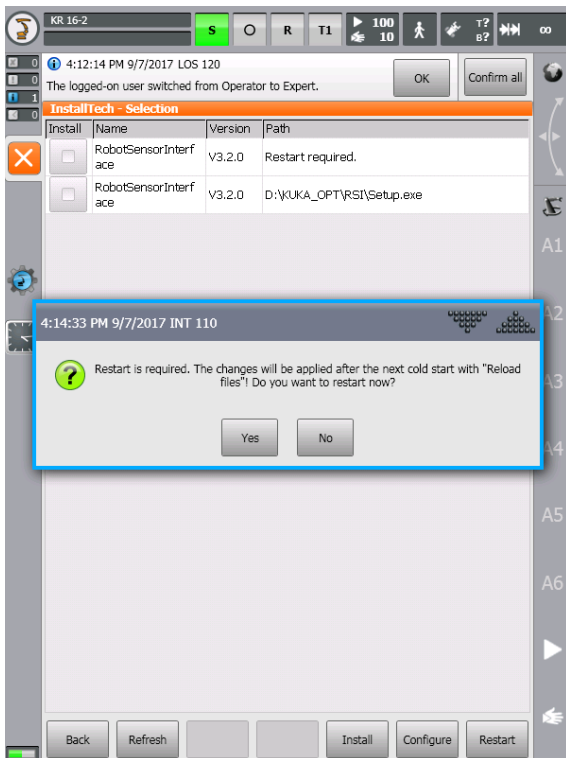 KR 16-2
S O R T1 100 10 T? B? ∞
0
0
1
0
4:12:14 PM 9/7/2017 LOS 120
The logged-on user switched from Operator to Expert.
OK
Confirm all
InstallTech - Selection
Install Name Version Path
RobotSensorInterf
ace
V3.2.0 Restart required.
RobotSensorInterf
ace
V3.2.0 D:\KUKA_OPT\RSI\Setup.exe
A1
A2
4:14:33 PM 9/7/2017 INT 110
Restart is required. The changes will be applied after the next cold start with "Reload
files"! Do you want to restart now?
A3
Yes No
A4
A5
A6
Back Refresh Install Configure Restart